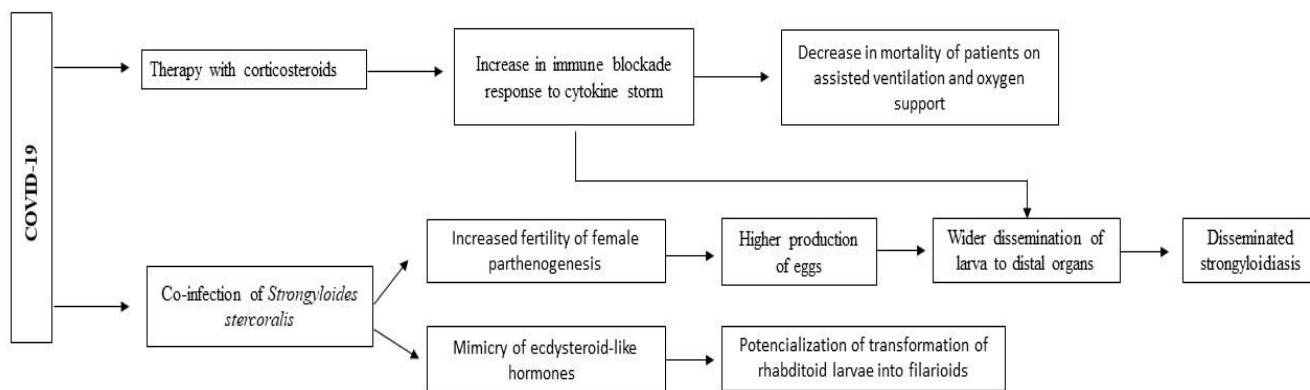 COVID-19
Therapy with corticosteroids
Increase in immune blockade
response to cytokine storm
Decrease in mortality of patients on
assisted ventilation and oxygen
support
Co-infection of Strongyloides
stercoralis
Increased fertility of female
parthenogenesis
Higher production
of eggs
Wider dissemination of
larva to distal organs
Disseminated
strongyloidiasis
Mimicry of ecdysteroid-like
hormones
Potencialization of transformation of
rhabditoid larvae into filarioids